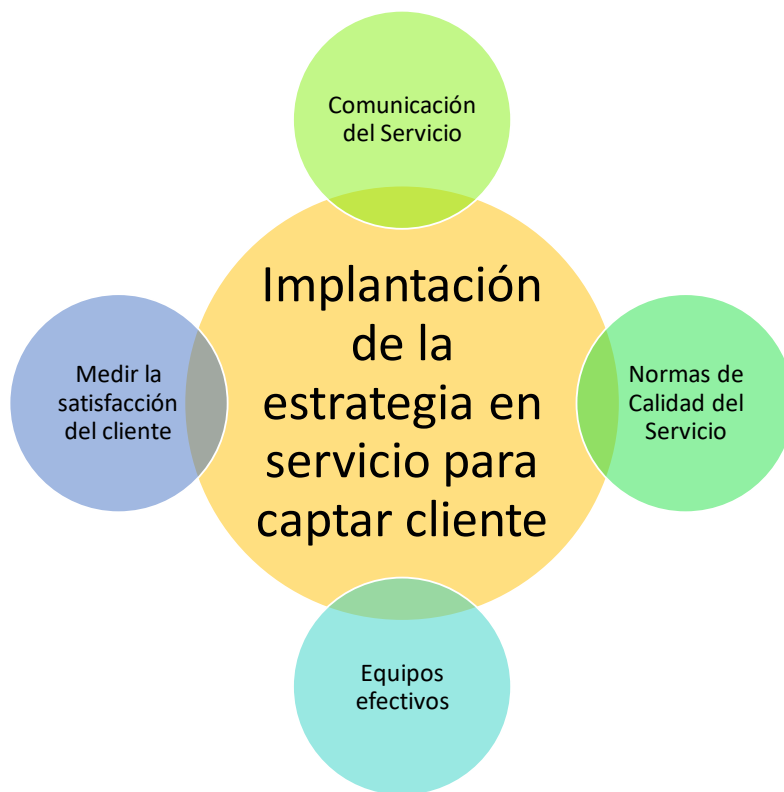 Comunicación
del Servicio
Implantación
de la
estrategia en
servicio para
captar cliente
Medir la
satisfacción
del cliente
Normas de
Calidad del
Servicio
Equipos
efectivos